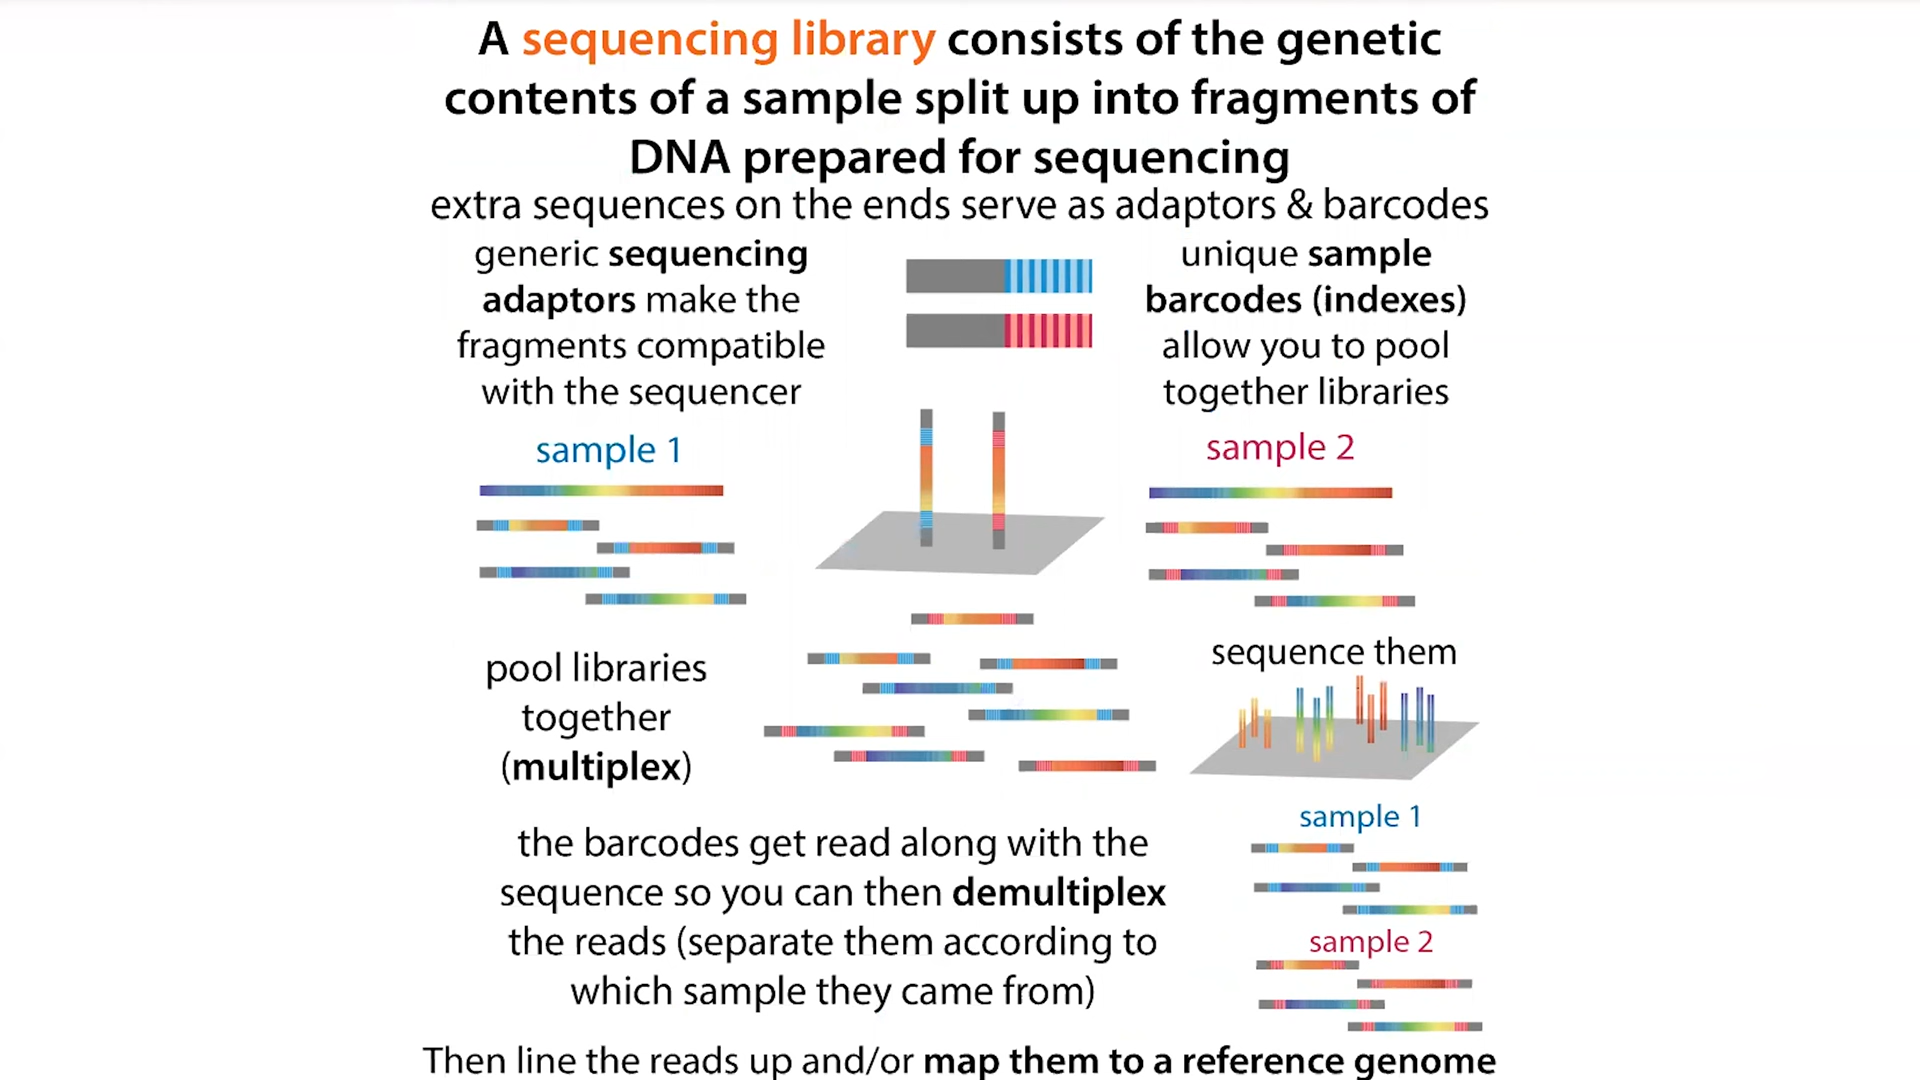 A sequencing library consists of the genetic
contents of a sample split up into fragments of
DNA prepared for sequencing
extra sequences on the ends serve as adaptors & barcodes
generic sequencing
adaptors make the
fragments compatible
with the sequencer
unique sample
barcodes (indexes)
allow you to pool
together libraries
sample 1
sample 2
pool libraries
together
(multiplex)
sequence them
the barcodes get read along with the
sequence so you can then demultiplex
the reads (separate them according to
which sample they came from)
sample 1
sample 2
Then line the reads up and/or map them to a reference genome